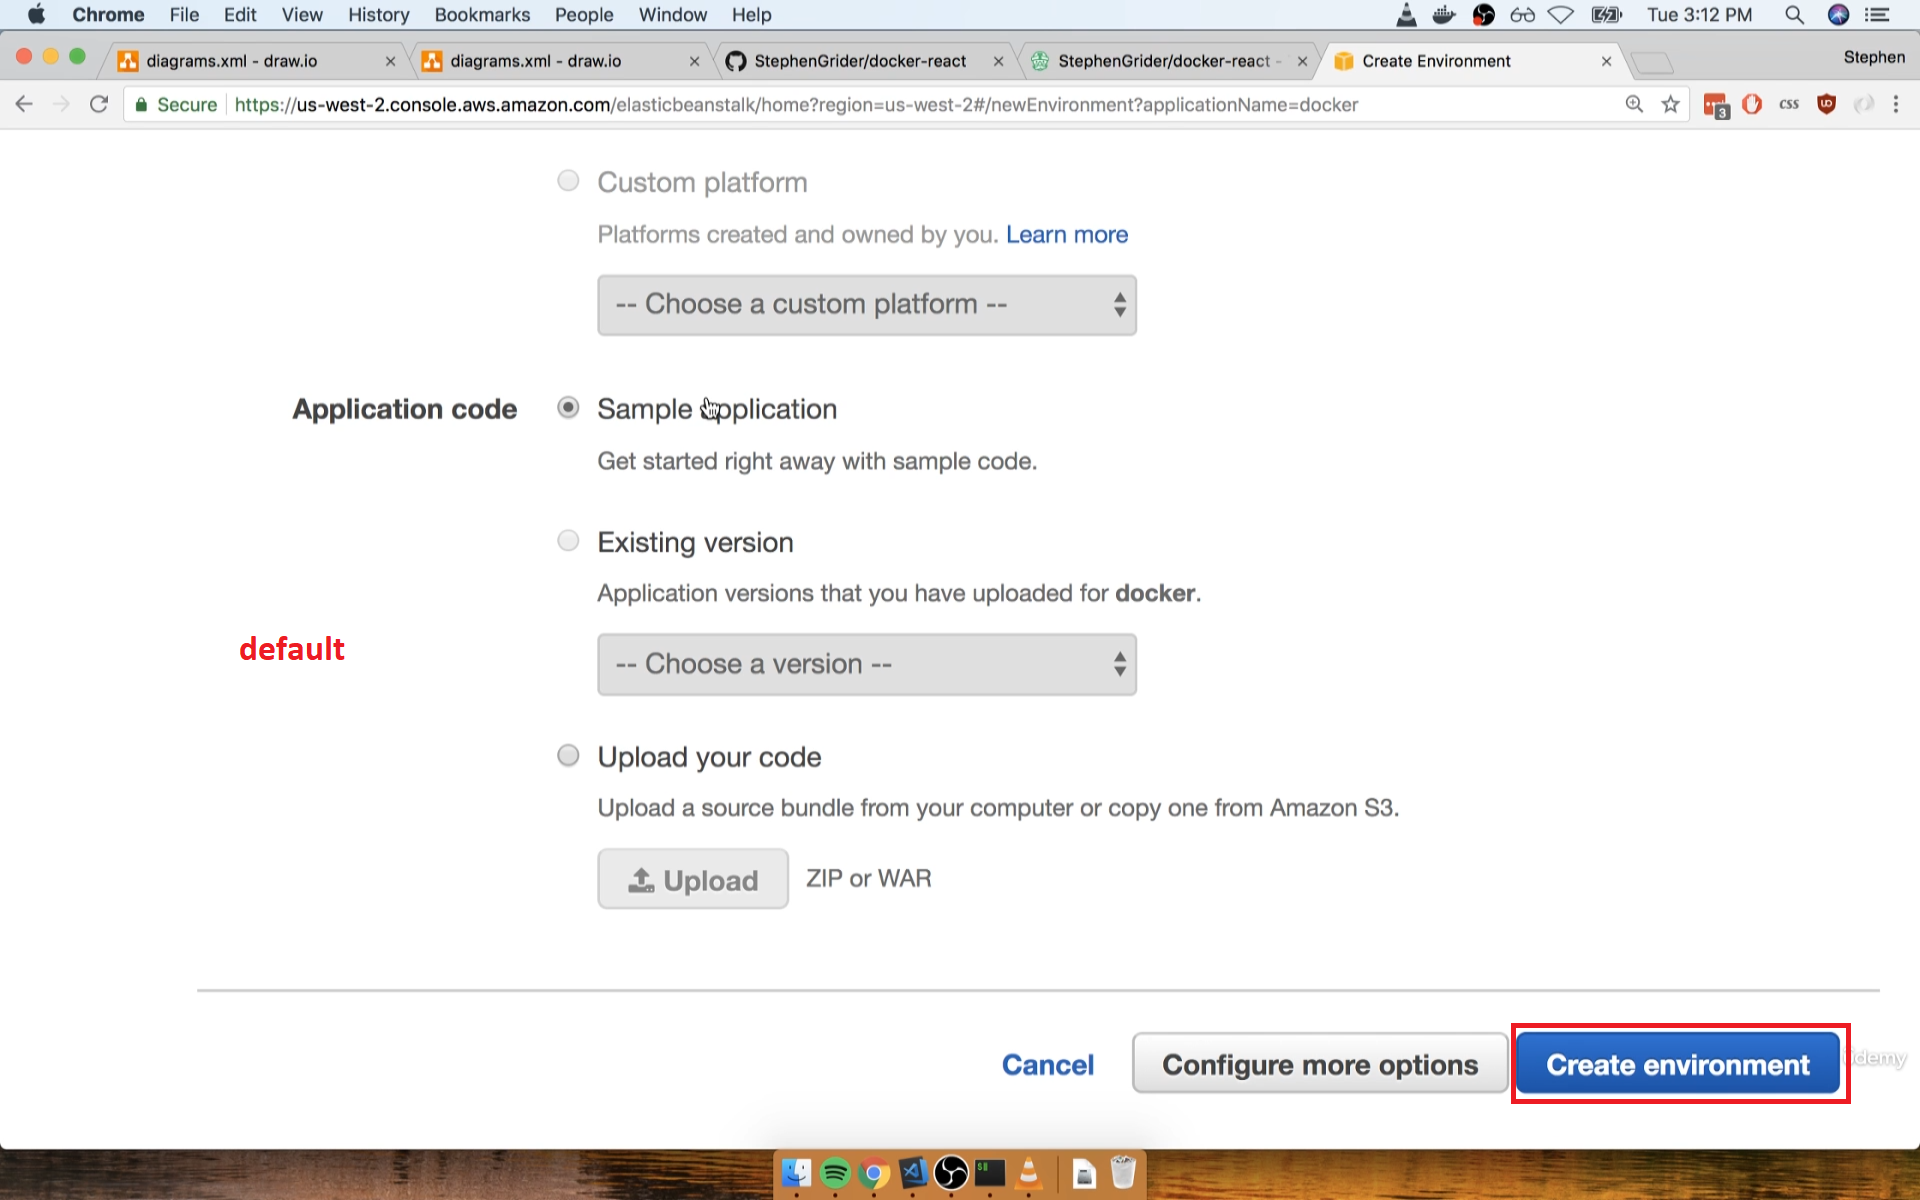 Chrome File Edit View History Bookmarks People Window Help Tue 3:12 PM
diagrams.xml - draw.io diagrams.xml - draw.io StephenGrider/docker-react StephenGrider/docker-react - Create Environment Stephen
Secure https://us-west-2.console.aws.amazon.com/elasticbeanstalk/home?region=us-west-2#/newEnvironment?applicationName=docker 3 css
Custom platform
Platforms created and owned by you. Learn more
-- Choose a custom platform --
Application code Sample application
Get started right away with sample code.
Existing version
Application versions that you have uploaded for docker.
default
-- Choose a version --
Upload your code
Upload a source bundle from your computer or copy one from Amazon S3.
Upload ZIP or WAR
Cancel Configure more options Create environment